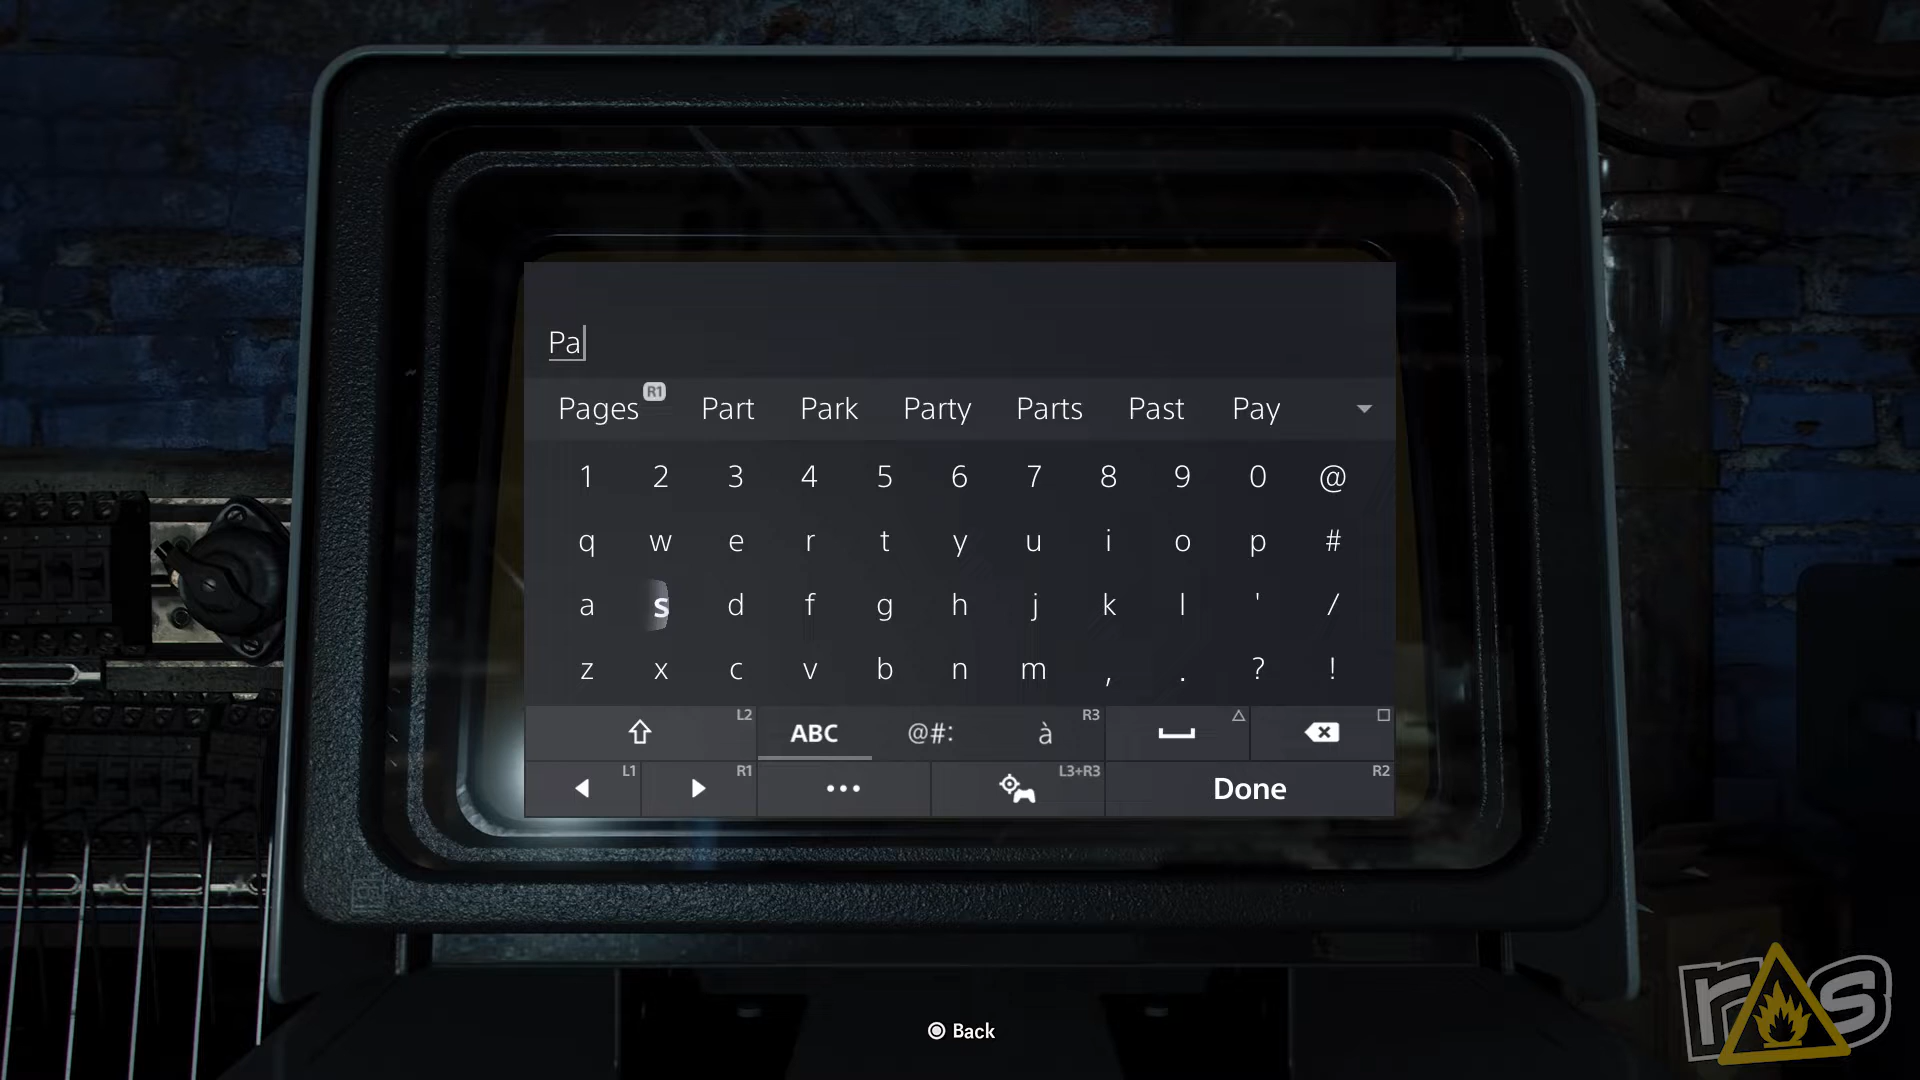 Pa
Pages R1 Part Park Party Parts Past Pay
1 2 3 4 5 6 7 8 9 0 @
q w e r t y u i o p #
a s d f g h j k l ' /
z x c v b n m , . ? !
L2 ABC @#: à R3
L1 R1 ... L3+R3 Done R2
Back
ras